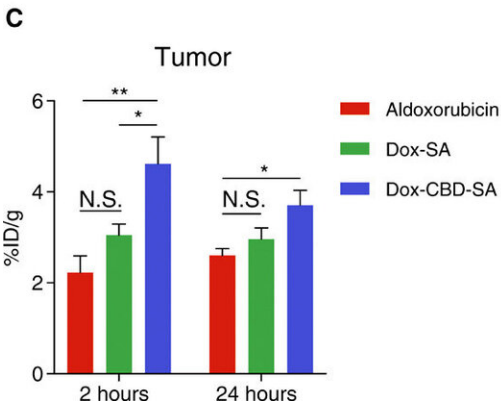 C
Tumor
%ID/g
6
4
2
0
**
*
N.S.
*
N.S.
2 hours
24 hours
Aldoxorubicin
Dox-SA
Dox-CBD-SA